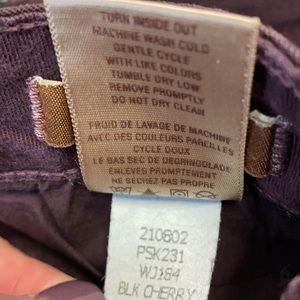 TURN INSIDE OUT
MACHINE WASH COLD
GENTLE CYCLE
WITH LIKE COLORS
TUMBLE DRY LOW
REMOVE PROMPTLY
DO NOT DRY CLEAN
FRUID DE LAVAGE DE MACHINE
AVEC DES COULEURS PAREILLES
CYCLE DOUX
LE BAS SEC DE DEGRINGOLADE
ENLEVES PROMPTEMENT
NE SECHEZ PAS PROPRE
210602
PSK231
WJ184
BLK CHERRY